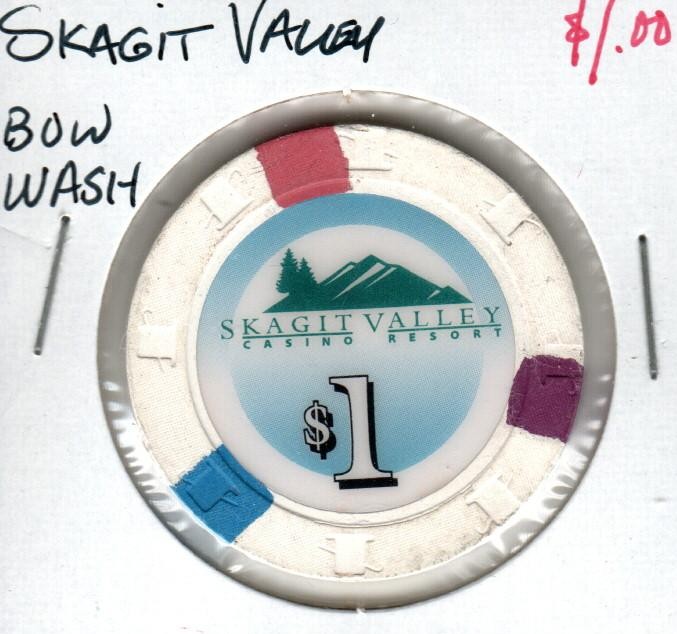 SKAGIT VALLEY
$1.00
BOW
WASH
SKAGIT VALLEY
CASINO RESORT
$1